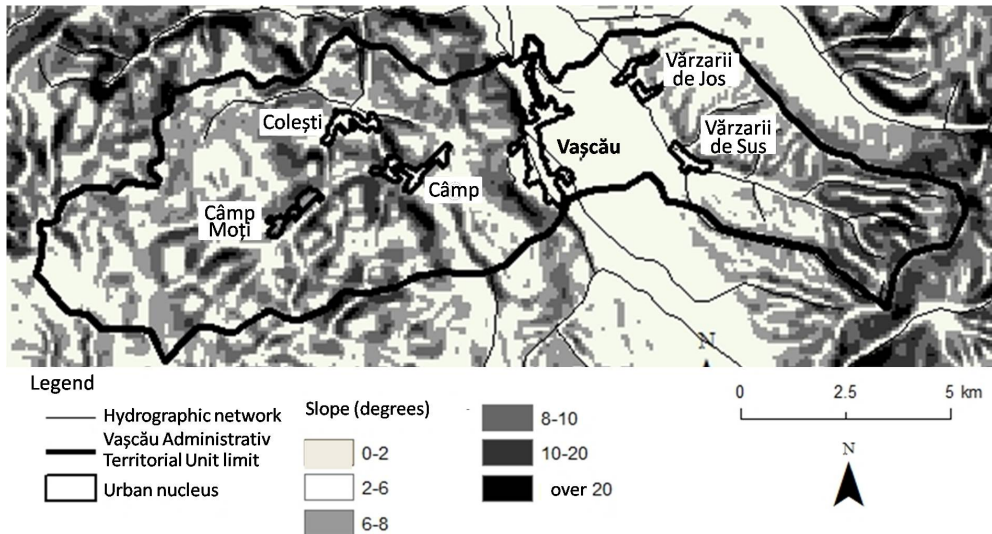 Vărzarii
de Jos
Colești
Vărzarii
de Sus
Vașcău
Câmp
Câmp
Moți
N
Legend
Hydrographic network
Vașcău Administrativ
Territorial Unit limit
Urban nucleus
Slope (degrees)
0-2
2-6
6-8
8-10
10-20
over 20
0 2.5 5 km
N